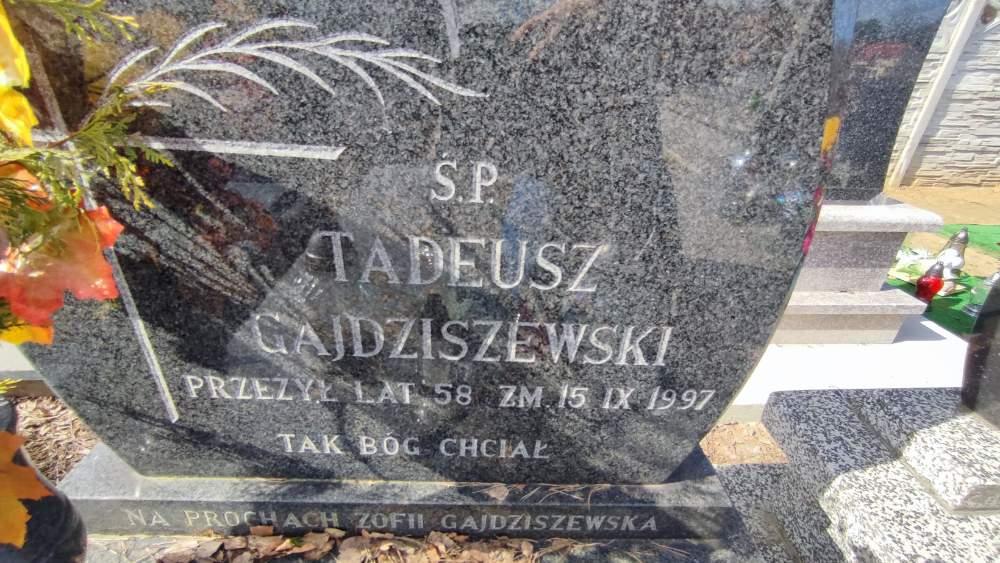 Ś.P.
TADEUSZ
GAJDZISZEWSKI
PRZEŻYŁ LAT 58 ZM. 15 IX 1997
TAK BÓG CHCIAŁ
NA PROCHACH ZOFII GAJDZISZEWSKA